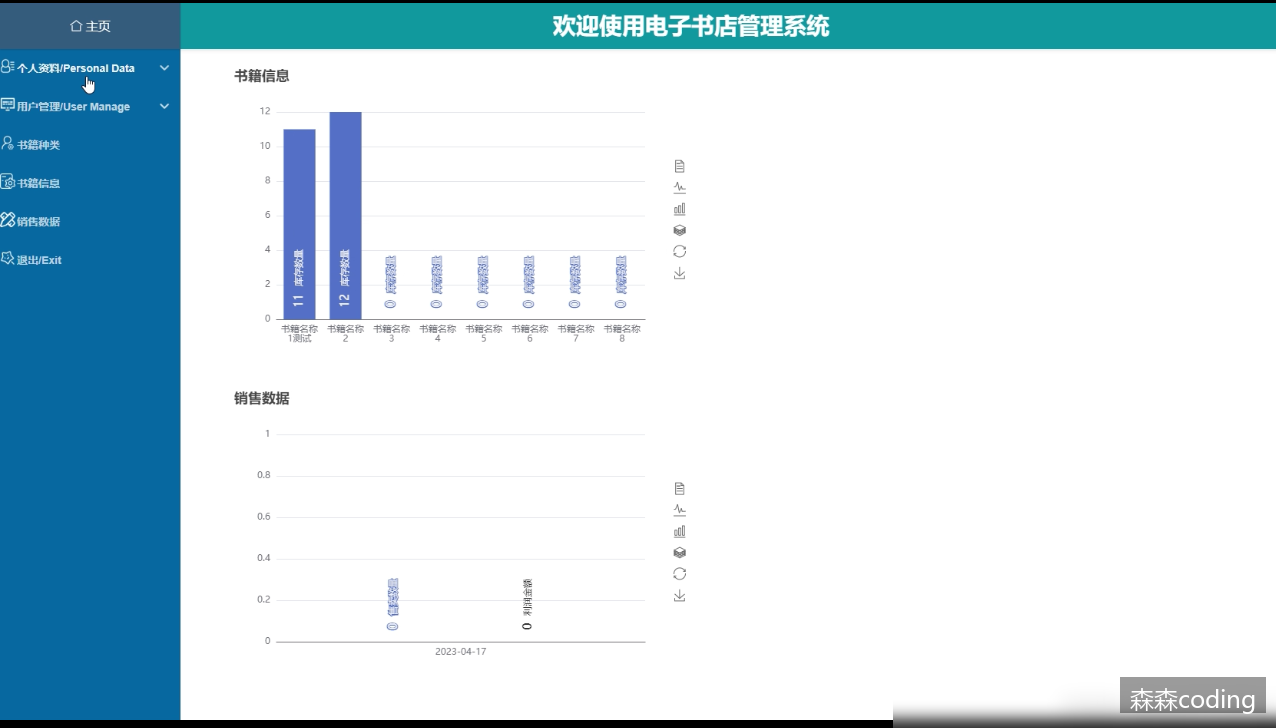 主页
欢迎使用电子书店管理系统
个人资料/Personal Data
用户管理/User Manage
书籍种类
书籍信息
销售数据
退出/Exit
书籍信息
12
10
8
6
4
2
0
11 库存数量
12 库存数量
0 库存数量
0 库存数量
0 库存数量
0 库存数量
0 库存数量
0 库存数量
书籍名称
1测试
书籍名称
2
书籍名称
3
书籍名称
4
书籍名称
5
书籍名称
6
书籍名称
7
书籍名称
8
销售数据
1
0.8
0.6
0.4
0.2
0
0 销售数量
0 利润金额
2023-04-17
森森coding